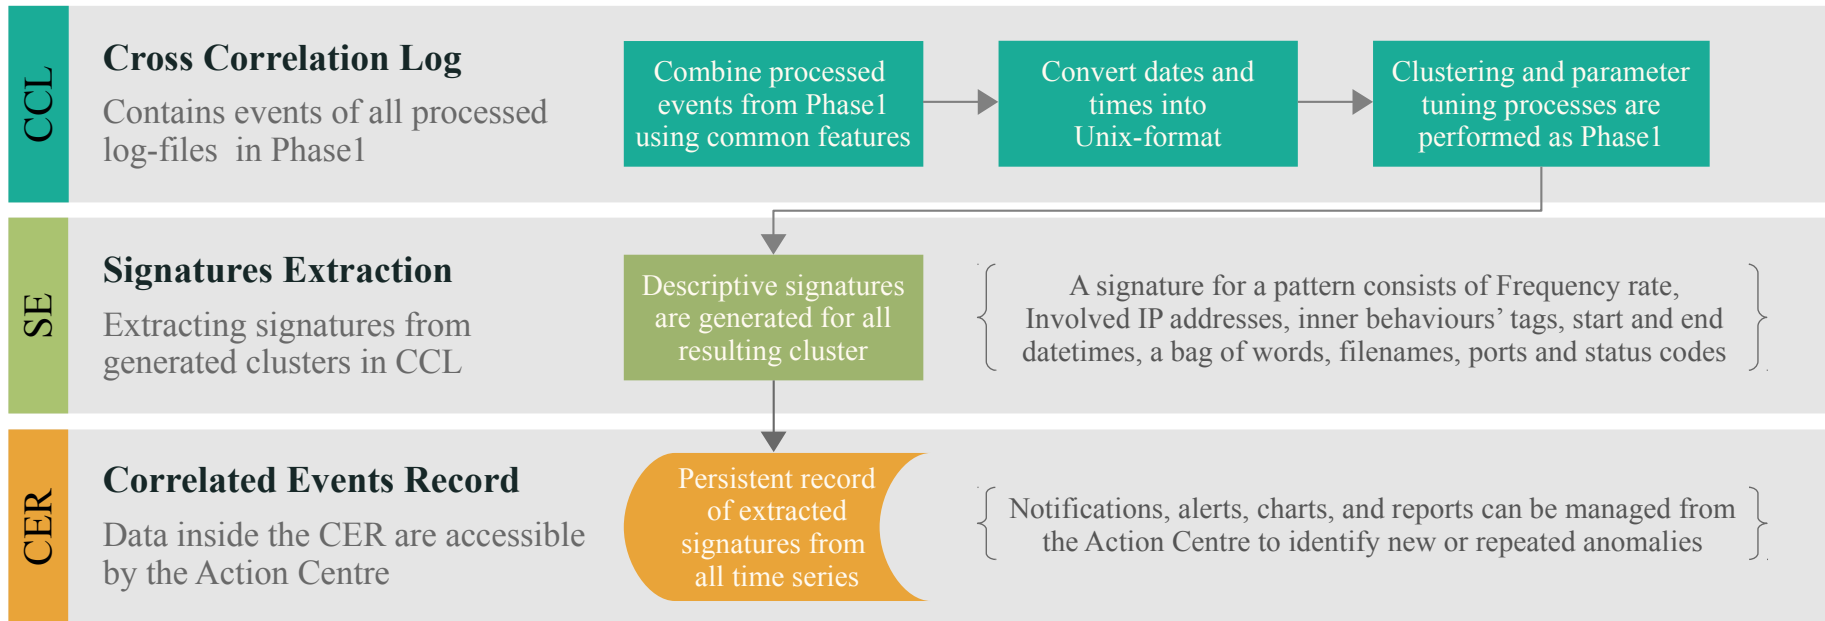 CCL
Cross Correlation Log
Contains events of all processed
log-files in Phase1
Combine processed
events from Phase1
using common features
Convert dates and
times into
Unix-format
Clustering and parameter
tuning processes are
performed as Phase1
SE
Signatures Extraction
Extracting signatures from
generated clusters in CCL
Descriptive signatures
are generated for all
resulting cluster
A signature for a pattern consists of Frequency rate,
Involved IP addresses, inner behaviours’ tags, start and end
datetimes, a bag of words, filenames, ports and status codes
CER
Correlated Events Record
Data inside the CER are accessible
by the Action Centre
Persistent record
of extracted
signatures from
all time series
Notifications, alerts, charts, and reports can be managed from
the Action Centre to identify new or repeated anomalies